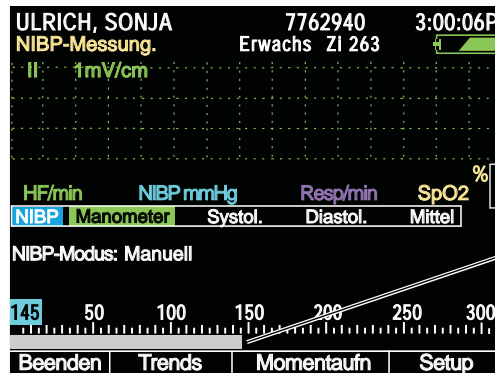 ULRICH, SONJA 7762940 3:00:06P
NIBP-Messung. Erwachs Zi 263
II 1mV/cm
%
HF/min NIBP mmHg Resp/min SpO2
NIBP Manometer Systol. Diastol. Mittel
NIBP-Modus: Manuell
145 50 100 150 200 250 300
Beenden Trends Momentaufn Setup